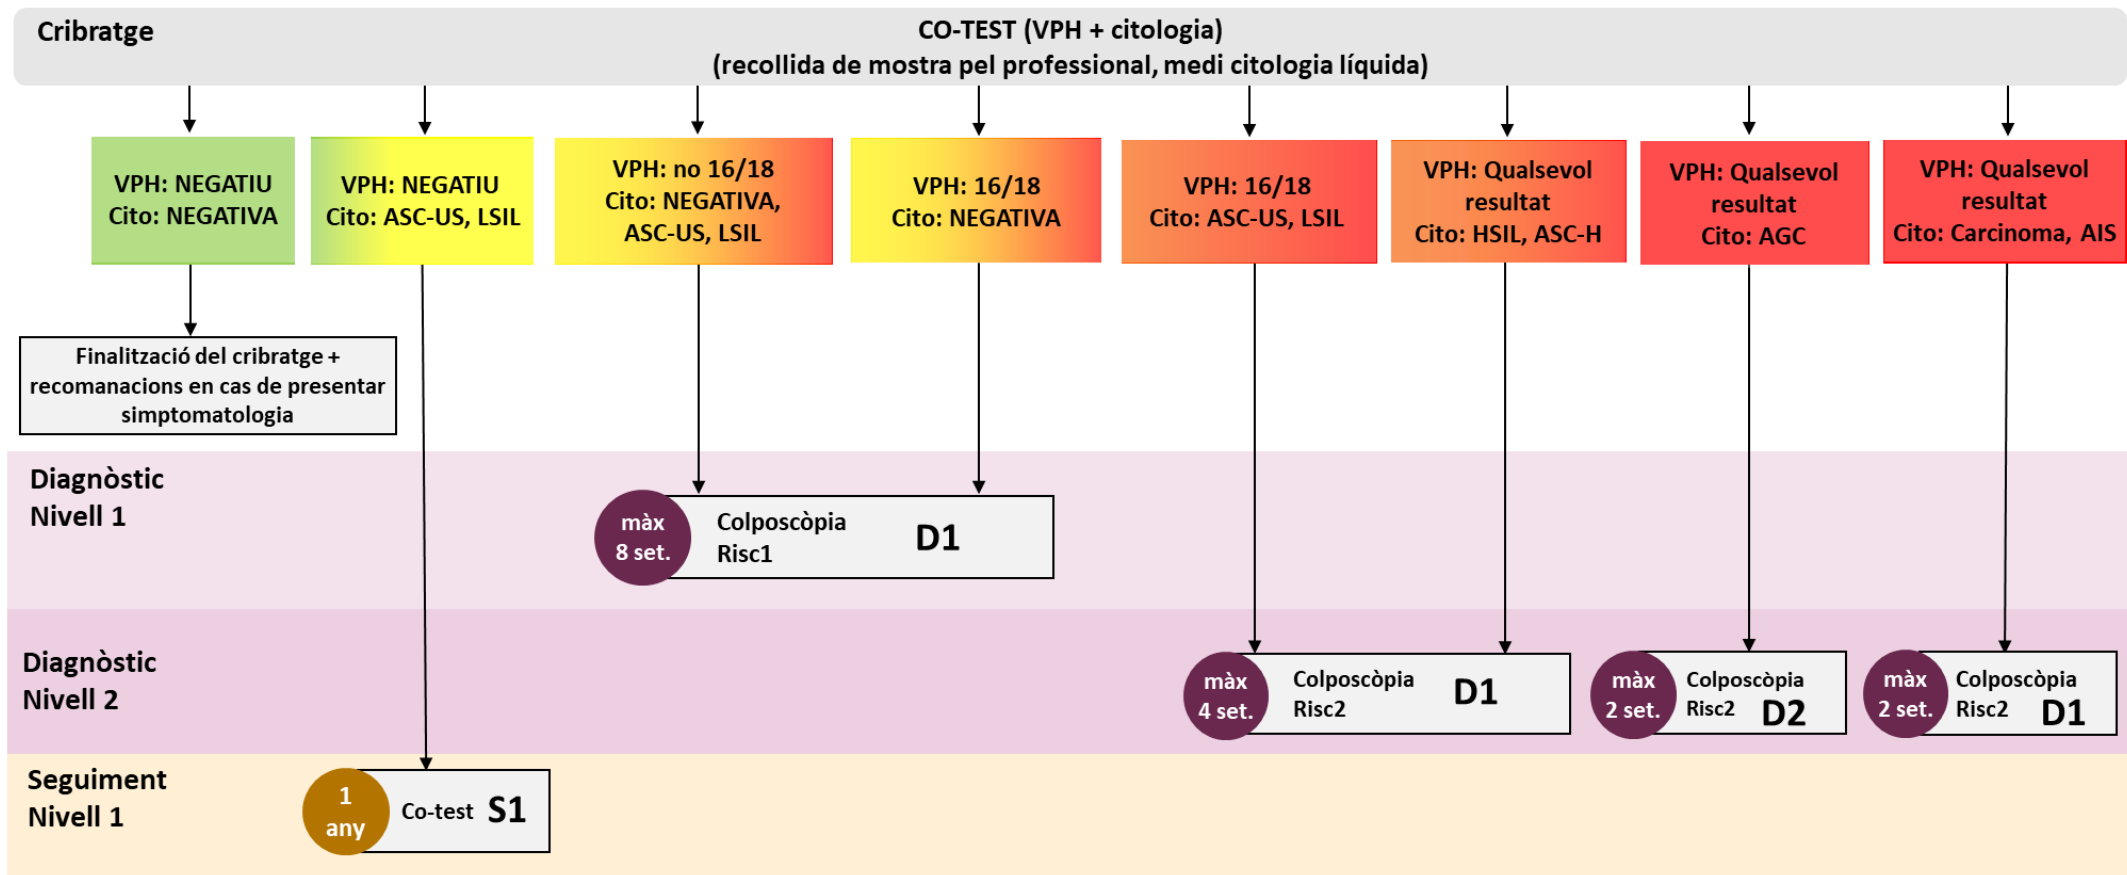 Cribratge
CO-TEST (VPH + citologia)
(recollida de mostra pel professional, medi citologia líquida)
VPH: NEGATIU
Cito: NEGATIVA
VPH: NEGATIU
Cito: ASC-US, LSIL
VPH: no 16/18
Cito: NEGATIVA,
ASC-US, LSIL
VPH: 16/18
Cito: NEGATIVA
VPH: 16/18
Cito: ASC-US, LSIL
VPH: Qualsevol
resultat
Cito: HSIL, ASC-H
VPH: Qualsevol
resultat
Cito: AGC
VPH: Qualsevol
resultat
Cito: Carcinoma, AIS
Finalització del cribratge +
recomanacions en cas de presentar
simptomatologia
Diagnòstic
Nivell 1
màx
8 set.
Colposcòpia
Risc1
D1
Diagnòstic
Nivell 2
màx
4 set.
Colposcòpia
Risc2
D1
màx
2 set.
Colposcòpia
Risc2
D2
màx
2 set.
Colposcòpia
Risc2
D1
Seguiment
Nivell 1
1
any
Co-test S1